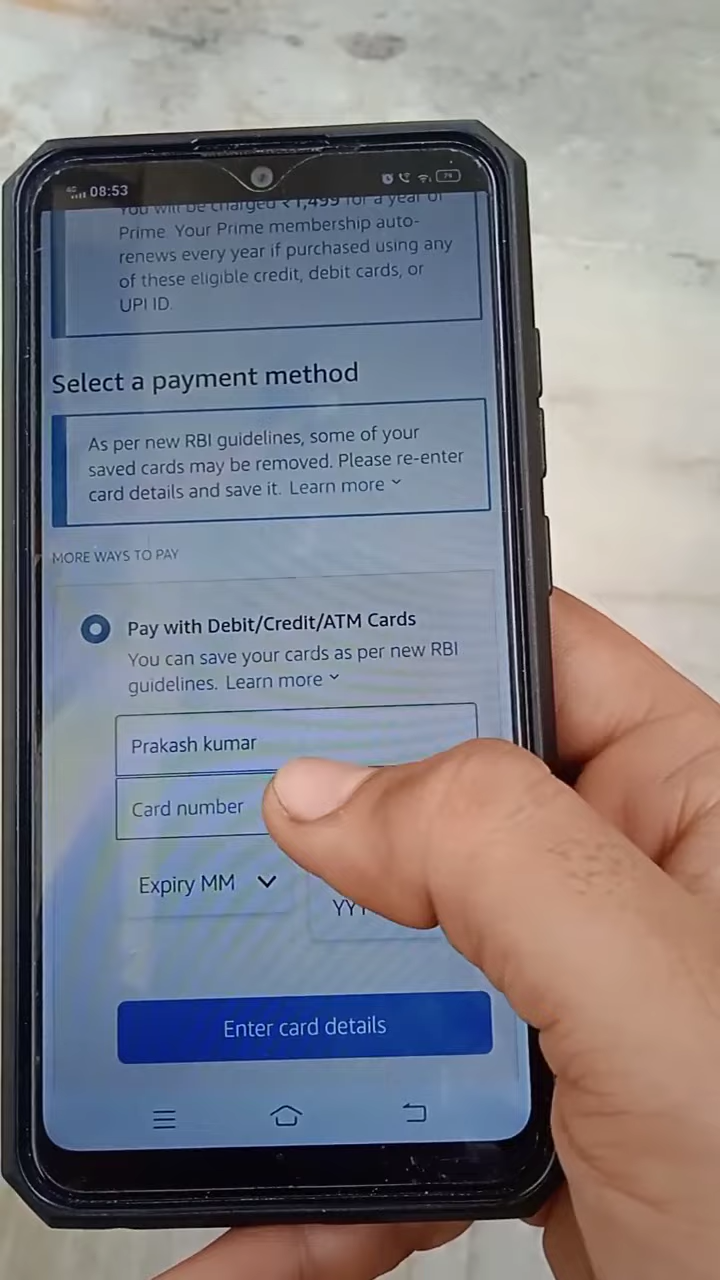 4G 08:53 79
You will be charged ₹1,499 for a year of
Prime. Your Prime membership auto-
renews every year if purchased using any
of these eligible credit, debit cards, or
UPI ID.
Select a payment method
As per new RBI guidelines, some of your
saved cards may be removed. Please re-enter
card details and save it. Learn more
MORE WAYS TO PAY
Pay with Debit/Credit/ATM Cards
You can save your cards as per new RBI
guidelines. Learn more
Prakash kumar
Card number
Expiry MM
Enter card details